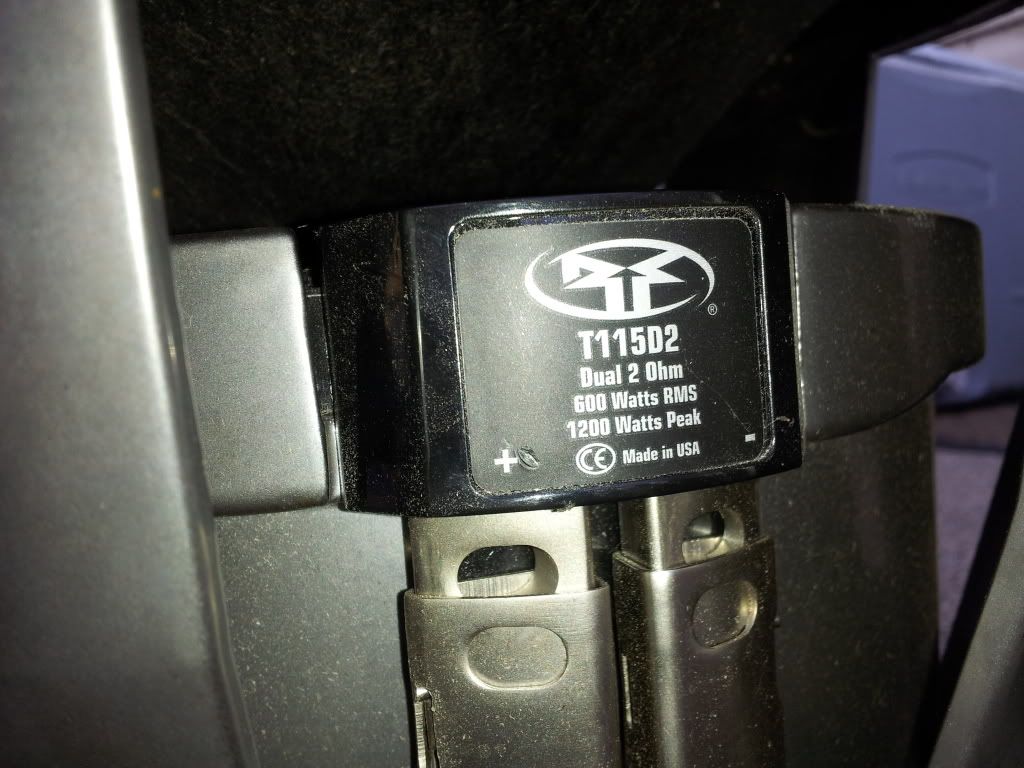 ®
T115D2
Dual 2 Ohm
600 Watts RMS
1200 Watts Peak
+ CE Made in USA -